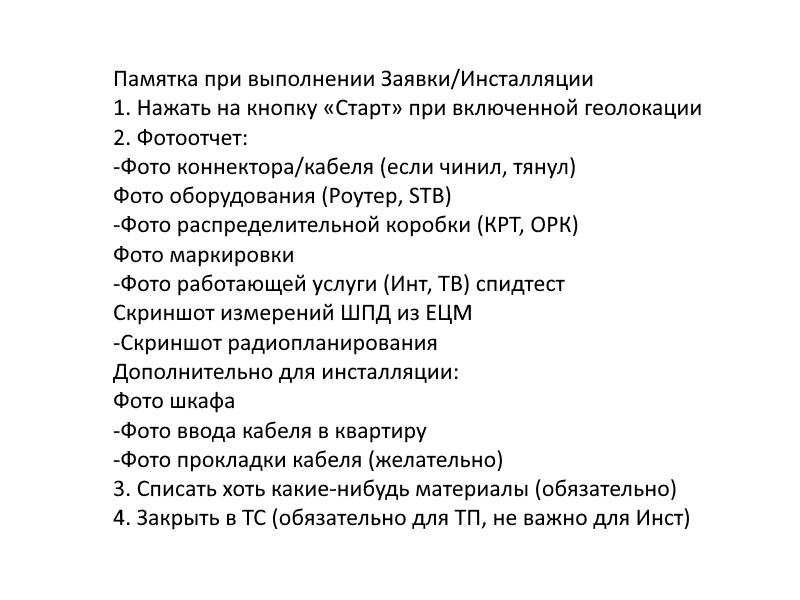 Памятка при выполнении Заявки/Инсталляции
1. Нажать на кнопку «Старт» при включенной геолокации
2. Фотоотчет:
-Фото коннектора/кабеля (если чинил, тянул)
Фото оборудования (Роутер, STB)
-Фото распределительной коробки (КРТ, ОРК)
Фото маркировки
-Фото работающей услуги (Инт, ТВ) спидтест
Скриншот измерений ШПД из ЕЦМ
-Скриншот радиопланирования
Дополнительно для инсталляции:
Фото шкафа
-Фото ввода кабеля в квартиру
-Фото прокладки кабеля (желательно)
3. Списать хоть какие-нибудь материалы (обязательно)
4. Закрыть в ТС (обязательно для ТП, не важно для Инст)